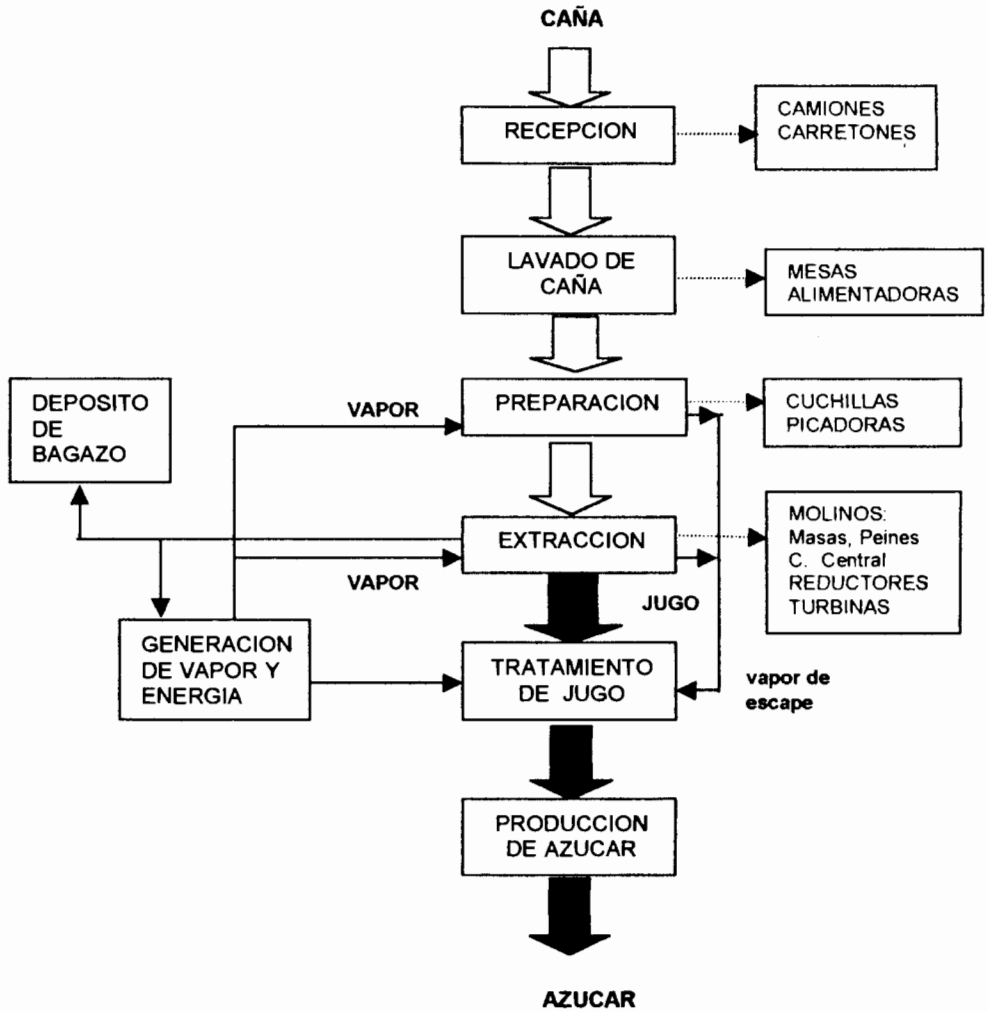 CAÑA
RECEPCION
CAMIONES
CARRETONES
LAVADO DE
CAÑA
MESAS
ALIMENTADORAS
DEPOSITO
DE
BAGAZO
VAPOR
PREPARACION
CUCHILLAS
PICADORAS
EXTRACCION
MOLINOS:
Masas, Peines
C. Central
REDUCTORES
TURBINAS
VAPOR
JUGO
GENERACION
DE VAPOR Y
ENERGIA
TRATAMIENTO
DE JUGO
vapor de
escape
PRODUCCION
DE AZUCAR
AZUCAR